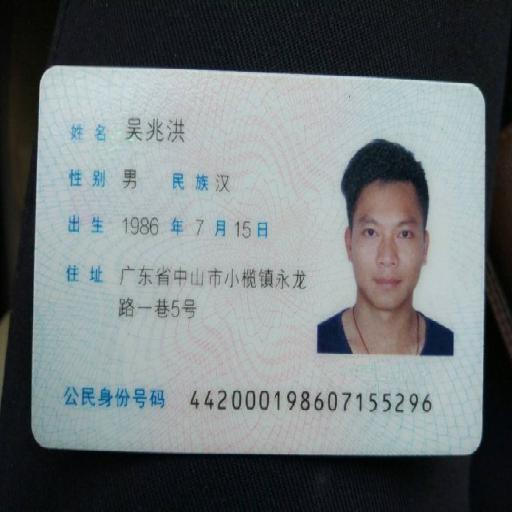 姓名 吴兆洪
性别 男 民族 汉
出生 1986 年 7 月 15 日
住址 广东省中山市小榄镇永龙
路一巷5号
公民身份号码 442000198607155296